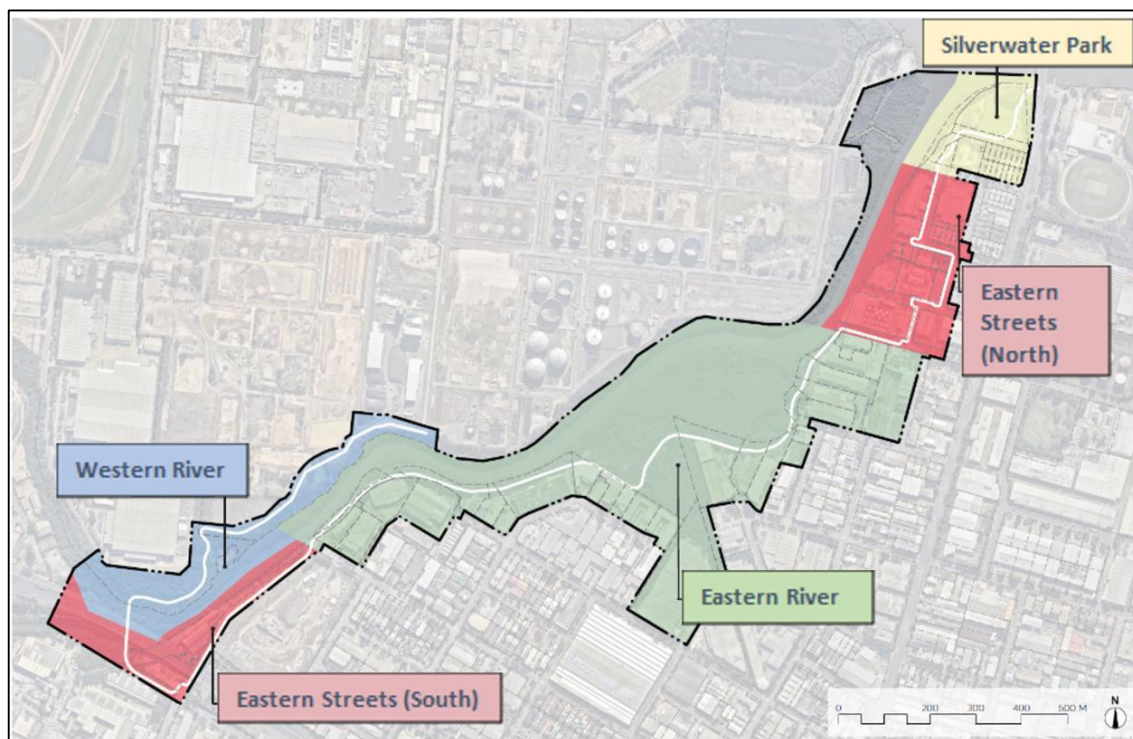 Silverwater Park
Eastern
Streets
(North)
Western River
Eastern River
Eastern Streets (South)
N
0 200 300 400 500 M